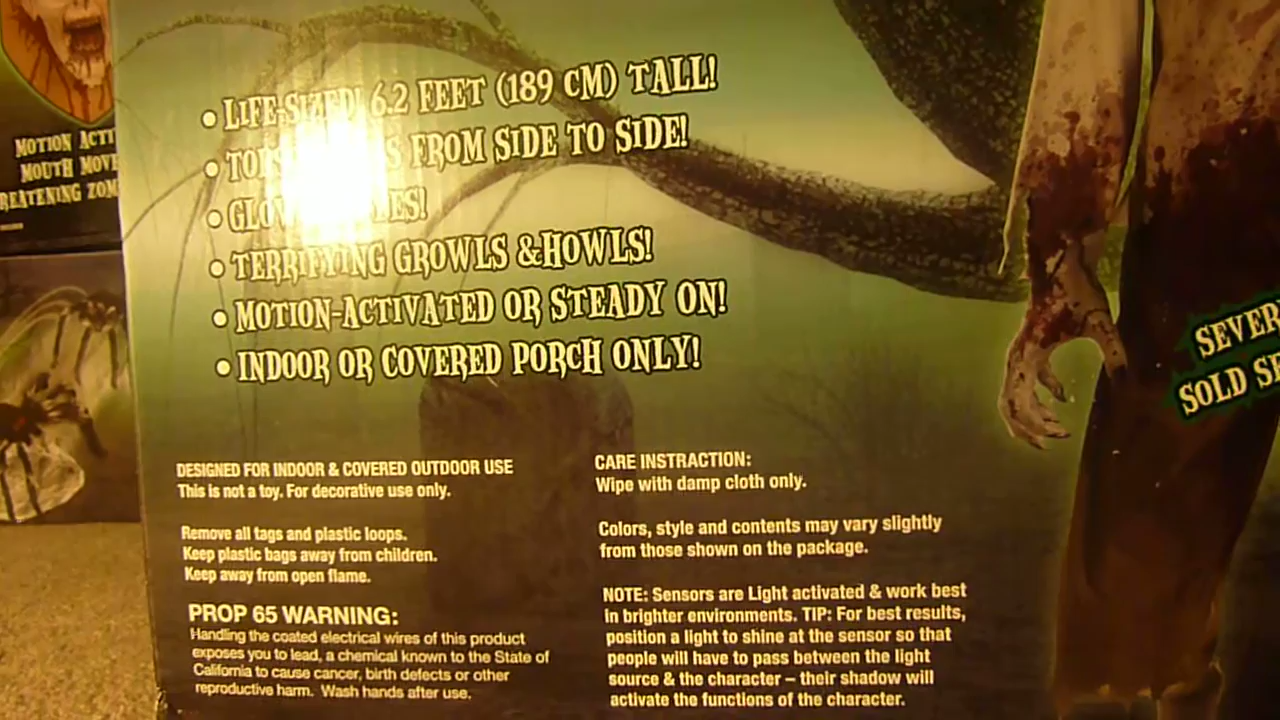 MOTION ACTI
MOUTH MOV
REATENING ZOM
• LIFE-SIZED! 6.2 FEET (189 CM) TALL!
• FROM SIDE TO SIDE!
• TERRIFYING GROWLS & HOWLS!
• MOTION-ACTIVATED OR STEADY ON!
• INDOOR OR COVERED PORCH ONLY!
SEVER
SOLD SE
DESIGNED FOR INDOOR & COVERED OUTDOOR USE
This is not a toy. For decorative use only.
Remove all tags and plastic loops.
Keep plastic bags away from children.
Keep away from open flame.
PROP 65 WARNING:
Handling the coated electrical wires of this product
exposes you to lead, a chemical known to the State of
California to cause cancer, birth defects or other
reproductive harm. Wash hands after use.
CARE INSTRACTION:
Wipe with damp cloth only.
Colors, style and contents may vary slightly
from those shown on the package.
NOTE: Sensors are Light activated & work best
in brighter environments. TIP: For best results,
position a light to shine at the sensor so that
people will have to pass between the light
source & the character – their shadow will
activate the functions of the character.